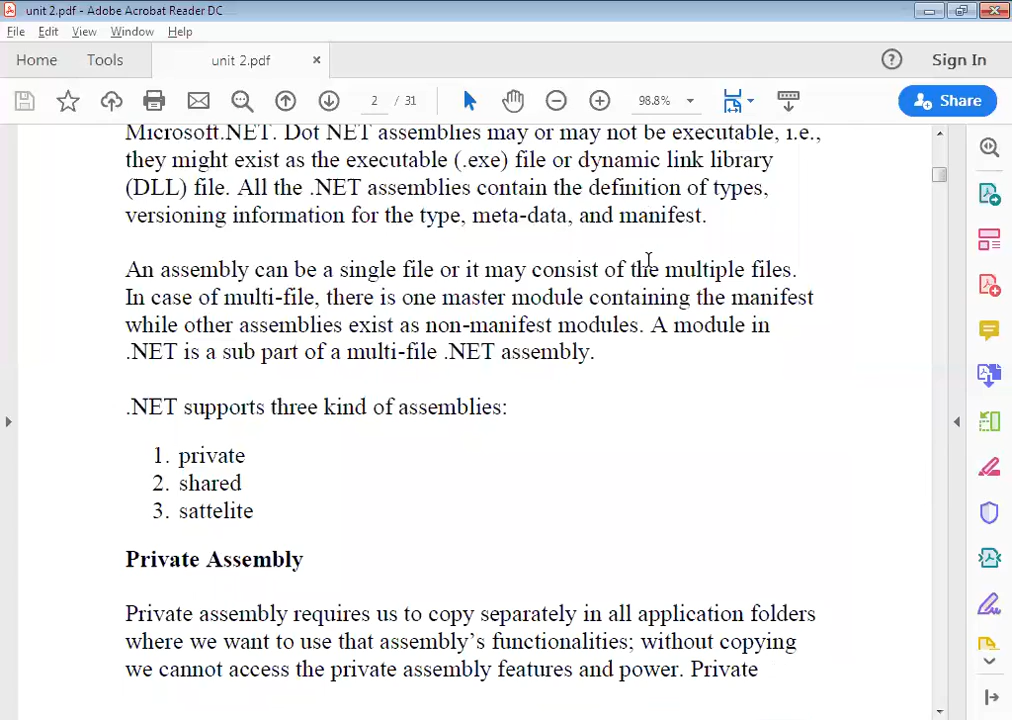 unit 2.pdf - Adobe Acrobat Reader DC
File Edit View Window Help
Home Tools unit 2.pdf × Sign In
2 / 31 98.8% Share
Microsoft.NET. Dot NET assemblies may or may not be executable, i.e.,
they might exist as the executable (.exe) file or dynamic link library
(DLL) file. All the .NET assemblies contain the definition of types,
versioning information for the type, meta-data, and manifest.
An assembly can be a single file or it may consist of the multiple files.
In case of multi-file, there is one master module containing the manifest
while other assemblies exist as non-manifest modules. A module in
.NET is a sub part of a multi-file .NET assembly.
.NET supports three kind of assemblies:
1. private
2. shared
3. sattelite
Private Assembly
Private assembly requires us to copy separately in all application folders
where we want to use that assembly’s functionalities; without copying
we cannot access the private assembly features and power. Private